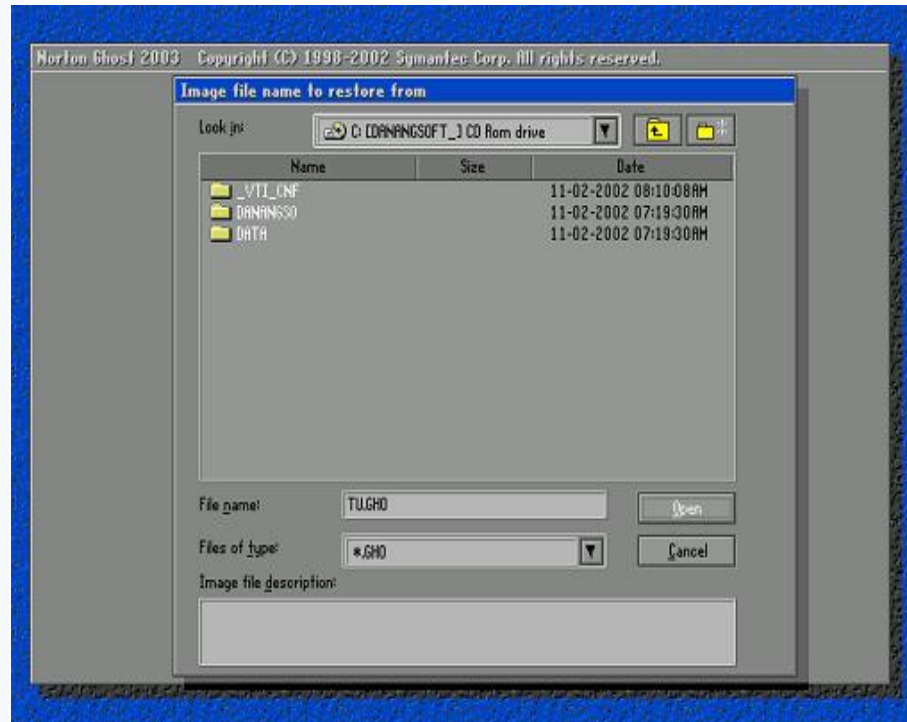 Norton Ghost 2003 Copyright (C) 1998-2002 Symantec Corp. All rights reserved.
Image file name to restore from
Look in: C: [DANANGSOFT_] CD Rom drive
Name Size Date
_VTI_CNF 11-02-2002 08:10:08AM
DANANGSO 11-02-2002 07:19:30AM
DATA 11-02-2002 07:19:30AM
File name: TU.GHO Open
Files of type: *.GHO Cancel
Image file description: